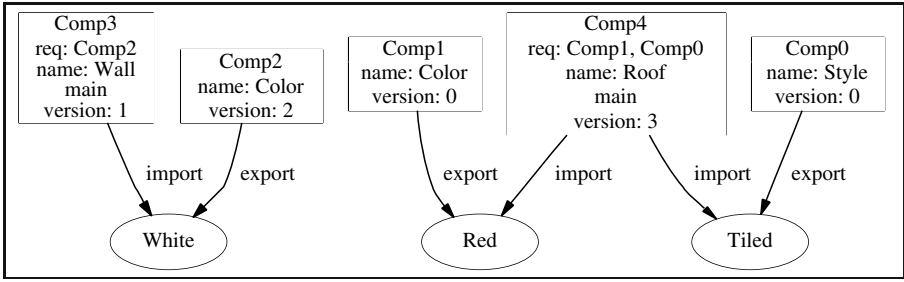 Comp3
req: Comp2
name: Wall
main
version: 1
Comp2
name: Color
version: 2
Comp1
name: Color
version: 0
Comp4
req: Comp1, Comp0
name: Roof
main
version: 3
Comp0
name: Style
version: 0
import
export
export
import
import
export
White
Red
Tiled